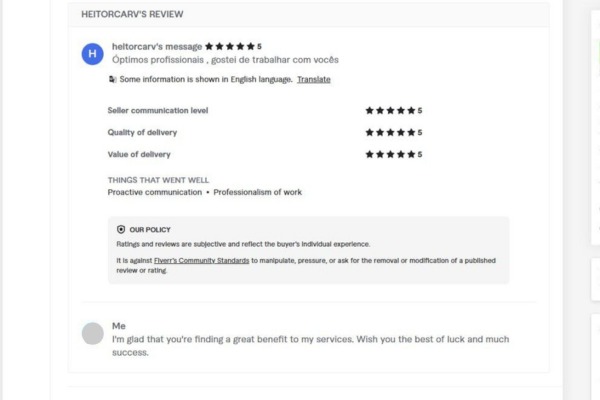 HEITORCARV'S REVIEW
H
heitorcarv's message ★★★★★ 5
Óptimos profissionais , gostei de trabalhar com vocês
Some information is shown in English language. Translate
Seller communication level ★★★★★ 5
Quality of delivery ★★★★★ 5
Value of delivery ★★★★★ 5
THINGS THAT WENT WELL
Proactive communication • Professionalism of work
OUR POLICY
Ratings and reviews are subjective and reflect the buyer's individual experience.
It is against Fiverr's Community Standards to manipulate, pressure, or ask for the removal or modification of a published
review or rating.
Me
I'm glad that you're finding a great benefit to my services. Wish you the best of luck and much
success.